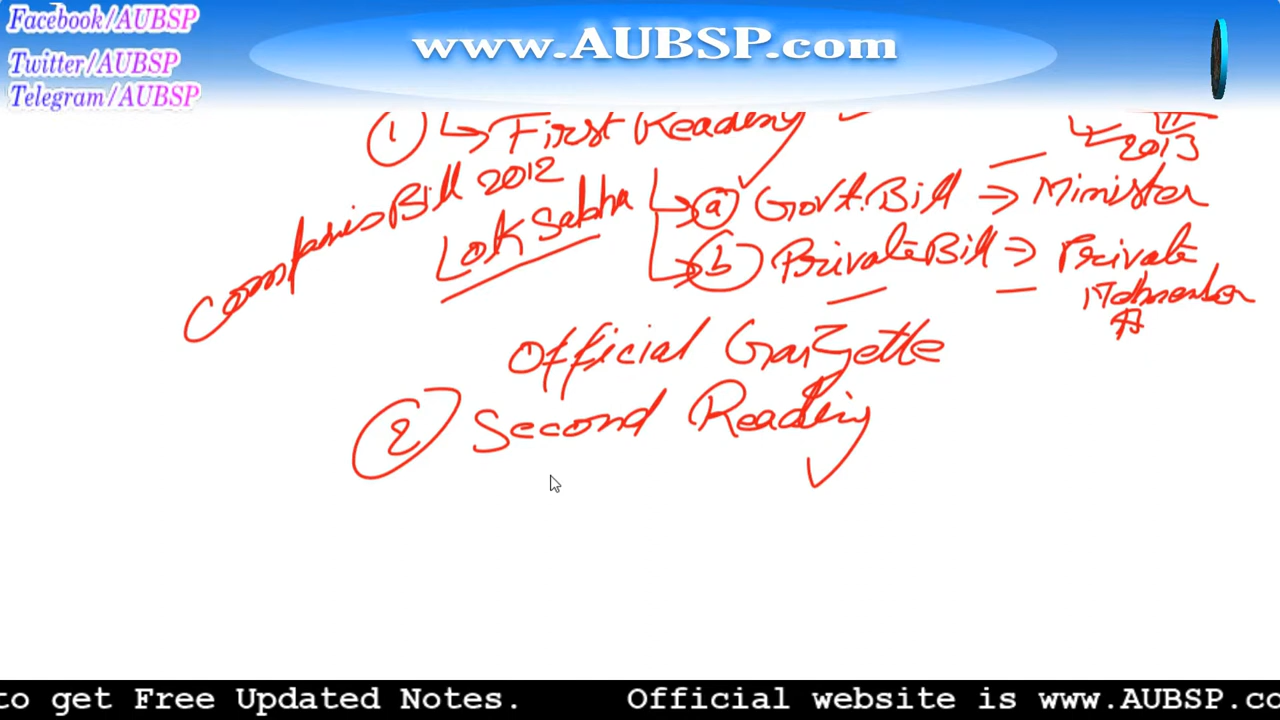 Facebook/AUBSP
www.AUBSP.com
Twitter/AUBSP
Telegram/AUBSP
1 First Reading
2013
Companies Bill 2012
Lok Sabha
a Govt. Bill ⇒ Minister
b Private Bill ⇒ Private
Official Gazette
2 Second Reading
to get Free Updated Notes. Official website is www.AUBSP.co